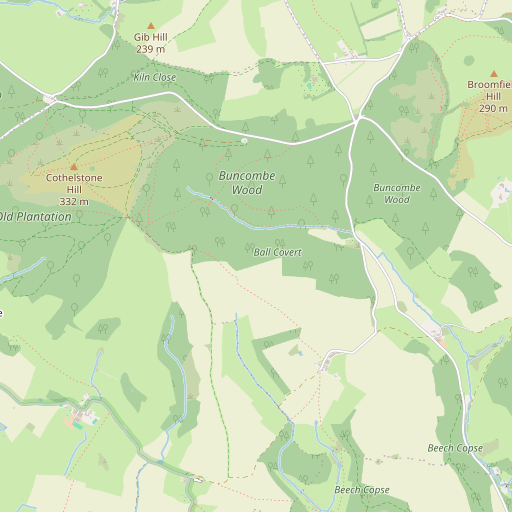 Gib Hill
239 m
Kiln Close
Broomfie
Hill
290 m
Cothelstone
Hill
332 m
Buncombe
Wood
Buncombe
Wood
Old Plantation
Ball Covert
Beech Copse
Beech Copse